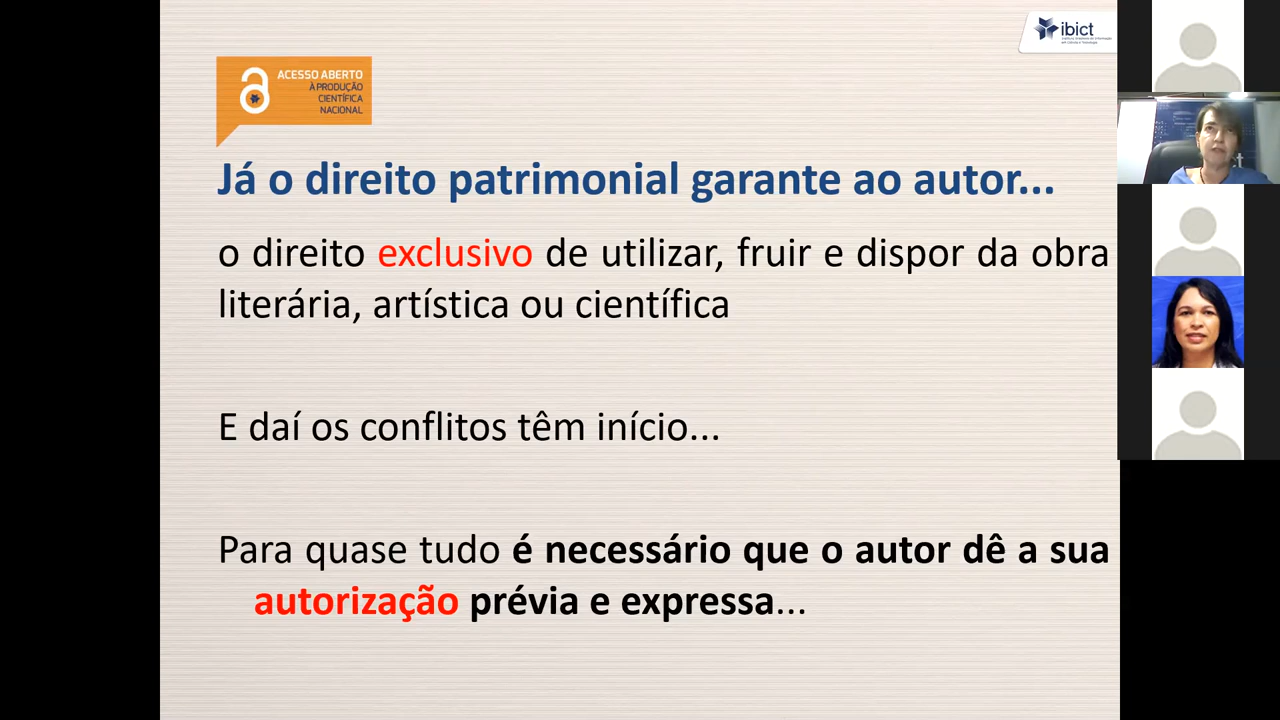 ibict
ACESSO ABERTO
À PRODUÇÃO
CIENTÍFICA
NACIONAL
Já o direito patrimonial garante ao autor...
o direito exclusivo de utilizar, fruir e dispor da obra
literária, artística ou científica
E daí os conflitos têm início...
Para quase tudo é necessário que o autor dê a sua
autorização prévia e expressa...